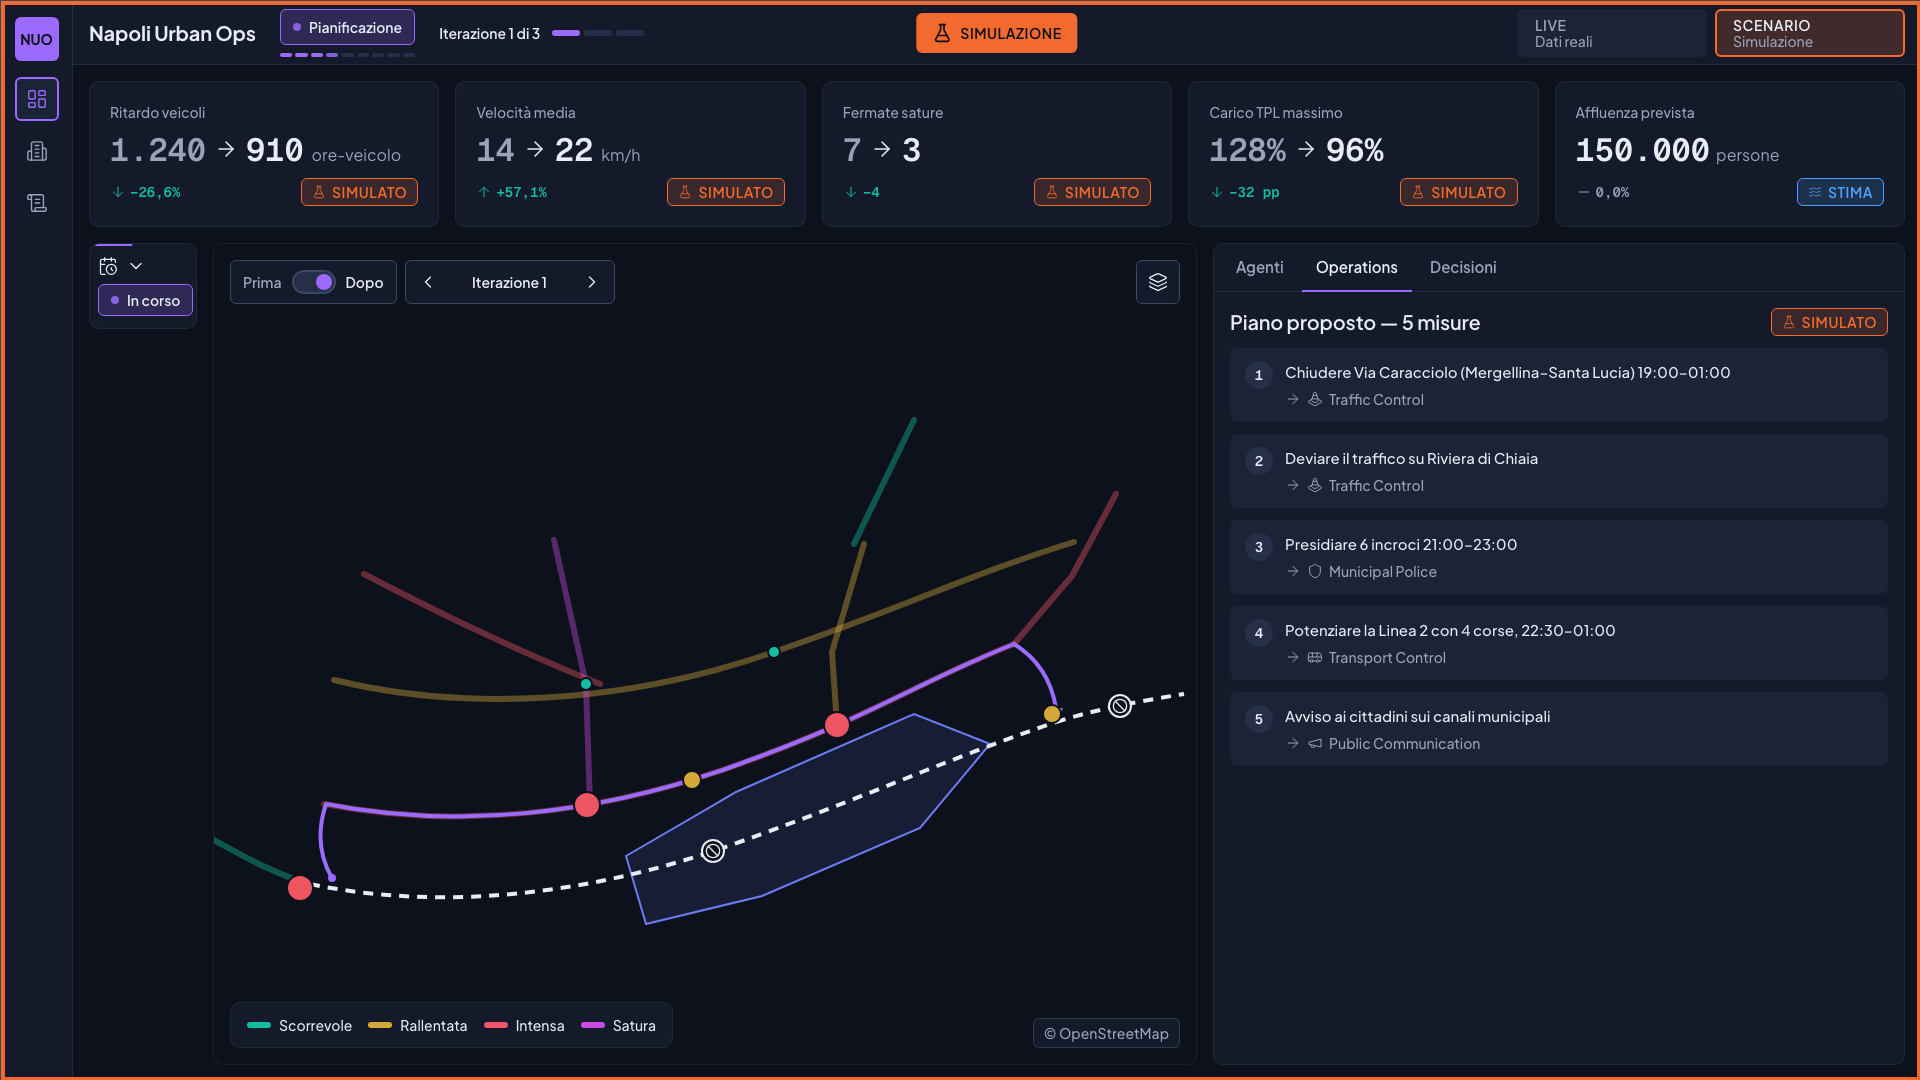 NUO
Napoli Urban Ops
Pianificazione
Iterazione 1 di 3
SIMULAZIONE
LIVE
Dati reali
SCENARIO
Simulazione
Ritardo veicoli
1.240 → 910 ore-veicolo
↓ −26,6%
SIMULATO
Velocità media
14 → 22 km/h
↑ +57,1%
SIMULATO
Fermate sature
7 → 3
↓ −4
SIMULATO
Carico TPL massimo
128% → 96%
↓ −32 pp
SIMULATO
Affluenza prevista
150.000 persone
— 0,0%
STIMA
In corso
Prima
Dopo
Iterazione 1
Scorrevole
Rallentata
Intensa
Satura
© OpenStreetMap
Agenti
Operations
Decisioni
Piano proposto — 5 misure
SIMULATO
1
Chiudere Via Caracciolo (Mergellina–Santa Lucia) 19:00–01:00
→ Traffic Control
2
Deviare il traffico su Riviera di Chiaia
→ Traffic Control
3
Presidiare 6 incroci 21:00–23:00
→ Municipal Police
4
Potenziare la Linea 2 con 4 corse, 22:30–01:00
→ Transport Control
5
Avviso ai cittadini sui canali municipali
→ Public Communication